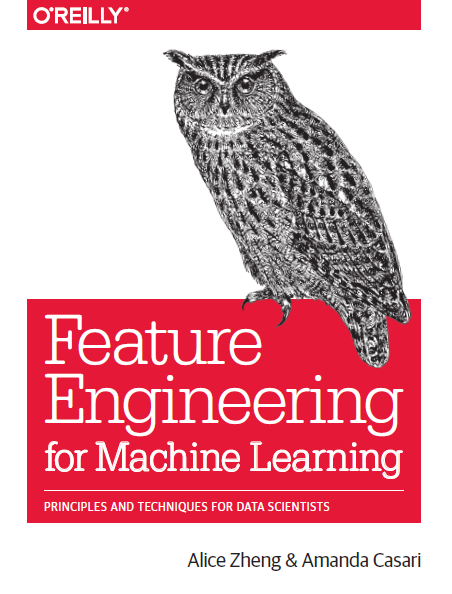 O'REILLY®
Feature
Engineering
for Machine Learning
PRINCIPLES AND TECHNIQUES FOR DATA SCIENTISTS
Alice Zheng & Amanda Casari